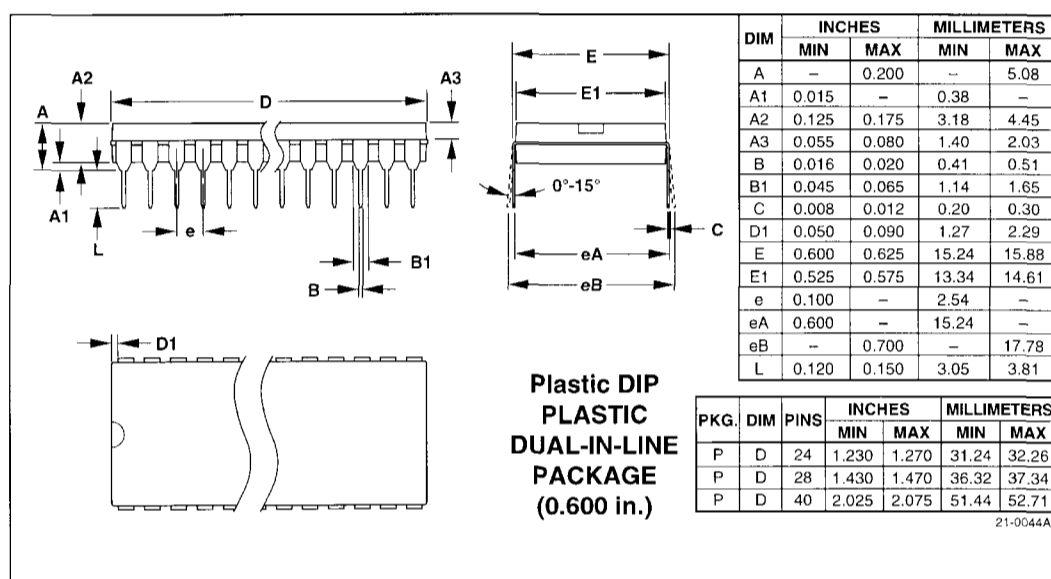 A2
A3
A
D
A1
L
e
B
B1
E
E1
0°-15°
C
eA
eB
D1
Plastic DIP
PLASTIC
DUAL-IN-LINE
PACKAGE
(0.600 in.)
DIM INCHES MILLIMETERS
MIN MAX MIN MAX
A – 0.200 – 5.08
A1 0.015 – 0.38 –
A2 0.125 0.175 3.18 4.45
A3 0.055 0.080 1.40 2.03
B 0.016 0.020 0.41 0.51
B1 0.045 0.065 1.14 1.65
C 0.008 0.012 0.20 0.30
D1 0.050 0.090 1.27 2.29
E 0.600 0.625 15.24 15.88
E1 0.525 0.575 13.34 14.61
e 0.100 – 2.54 –
eA 0.600 – 15.24 –
eB – 0.700 – 17.78
L 0.120 0.150 3.05 3.81
PKG. DIM PINS INCHES MILLIMETERS
MIN MAX MIN MAX
P D 24 1.230 1.270 31.24 32.26
P D 28 1.430 1.470 36.32 37.34
P D 40 2.025 2.075 51.44 52.71
21-0044A